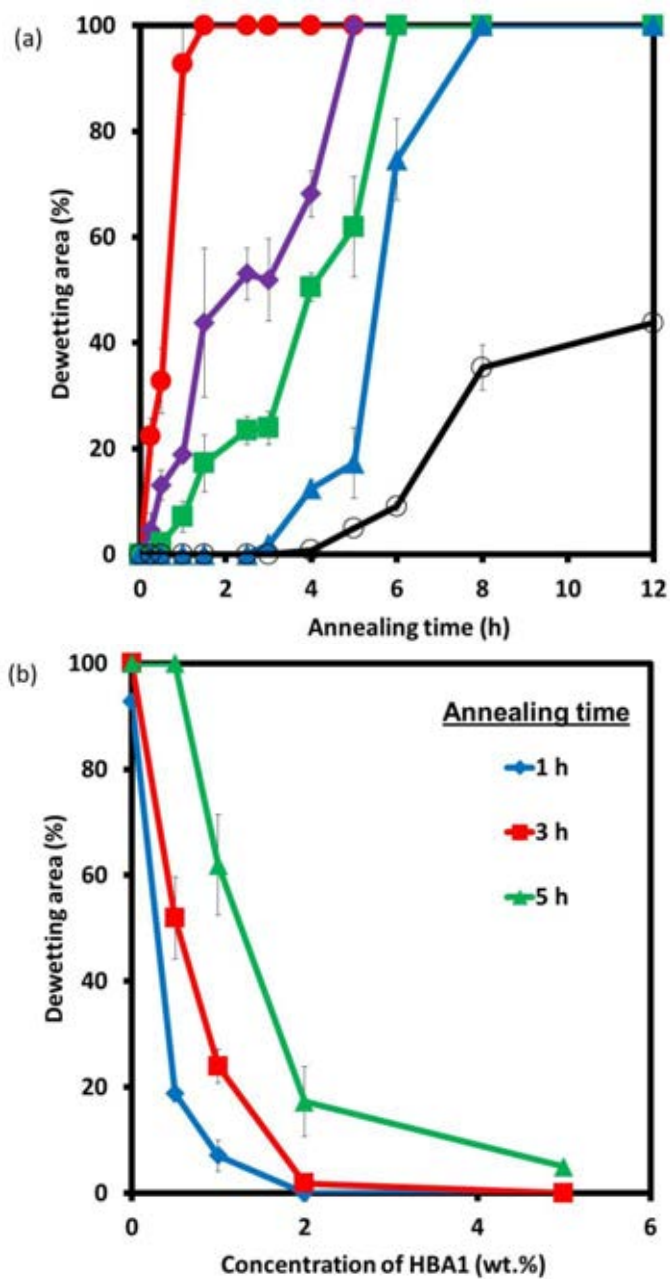 (a)
100
80
60
40
20
0
Dewetting area (%)
0 2 4 6 8 10 12
Annealing time (h)
(b)
100
80
60
40
20
0
Dewetting area (%)
Annealing time
1 h
3 h
5 h
0 2 4 6
Concentration of HBA1 (wt.%)